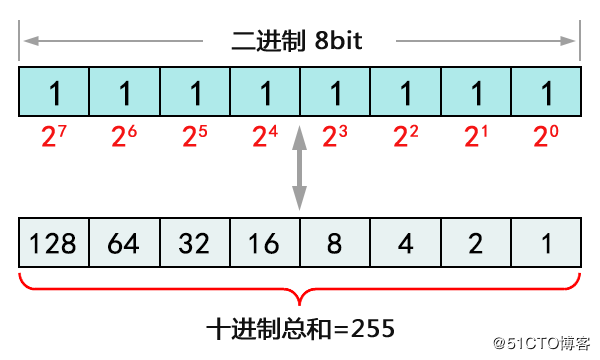 二进制 8bit
1 1 1 1 1 1 1 1
2⁷ 2⁶ 2⁵ 2⁴ 2³ 2² 2¹ 2⁰
128 64 32 16 8 4 2 1
十进制总和=255
@51CTO博客